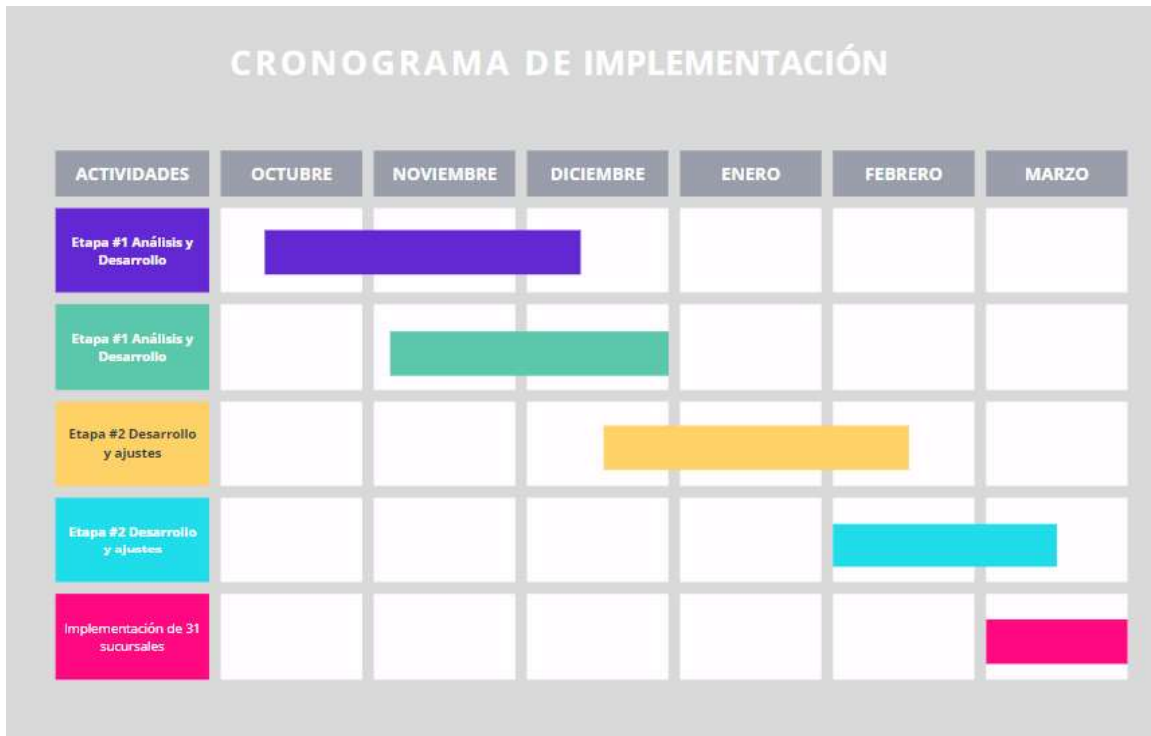 CRONOGRAMA DE IMPLEMENTACIÓN
ACTIVIDADES OCTUBRE NOVIEMBRE DICIEMBRE ENERO FEBRERO MARZO
Etapa #1 Análisis y
Desarrollo
Etapa #1 Análisis y
Desarrollo
Etapa #2 Desarrollo
y ajustes
Etapa #2 Desarrollo
y ajustes
Implementación de 31
sucursales